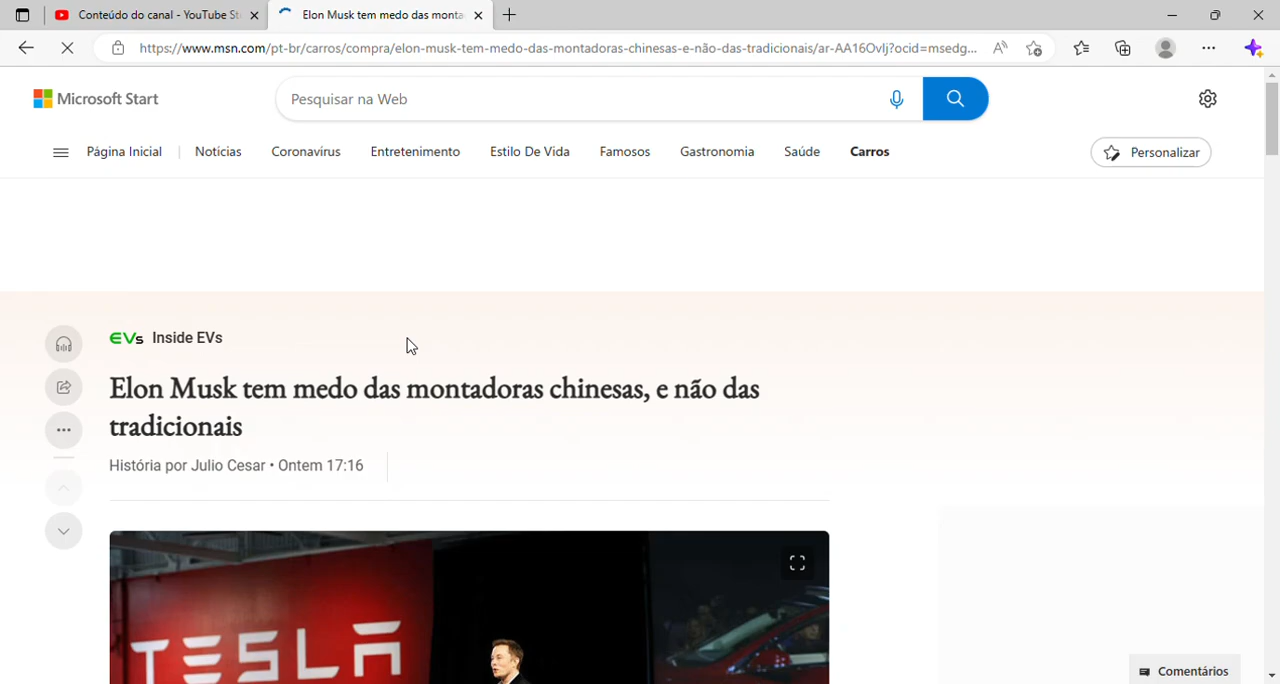 Conteúdo do canal - YouTube St
Elon Musk tem medo das monta
https://www.msn.com/pt-br/carros/compra/elon-musk-tem-medo-das-montadoras-chinesas-e-não-das-tradicionais/ar-AA16OvIj?ocid=msedg...
Microsoft Start
Pesquisar na Web
Página Inicial
Notícias
Coronavírus
Entretenimento
Estilo De Vida
Famosos
Gastronomia
Saúde
Carros
Personalizar
EVs Inside EVs
Elon Musk tem medo das montadoras chinesas, e não das
tradicionais
História por Julio Cesar • Ontem 17:16
TESLA
Comentários